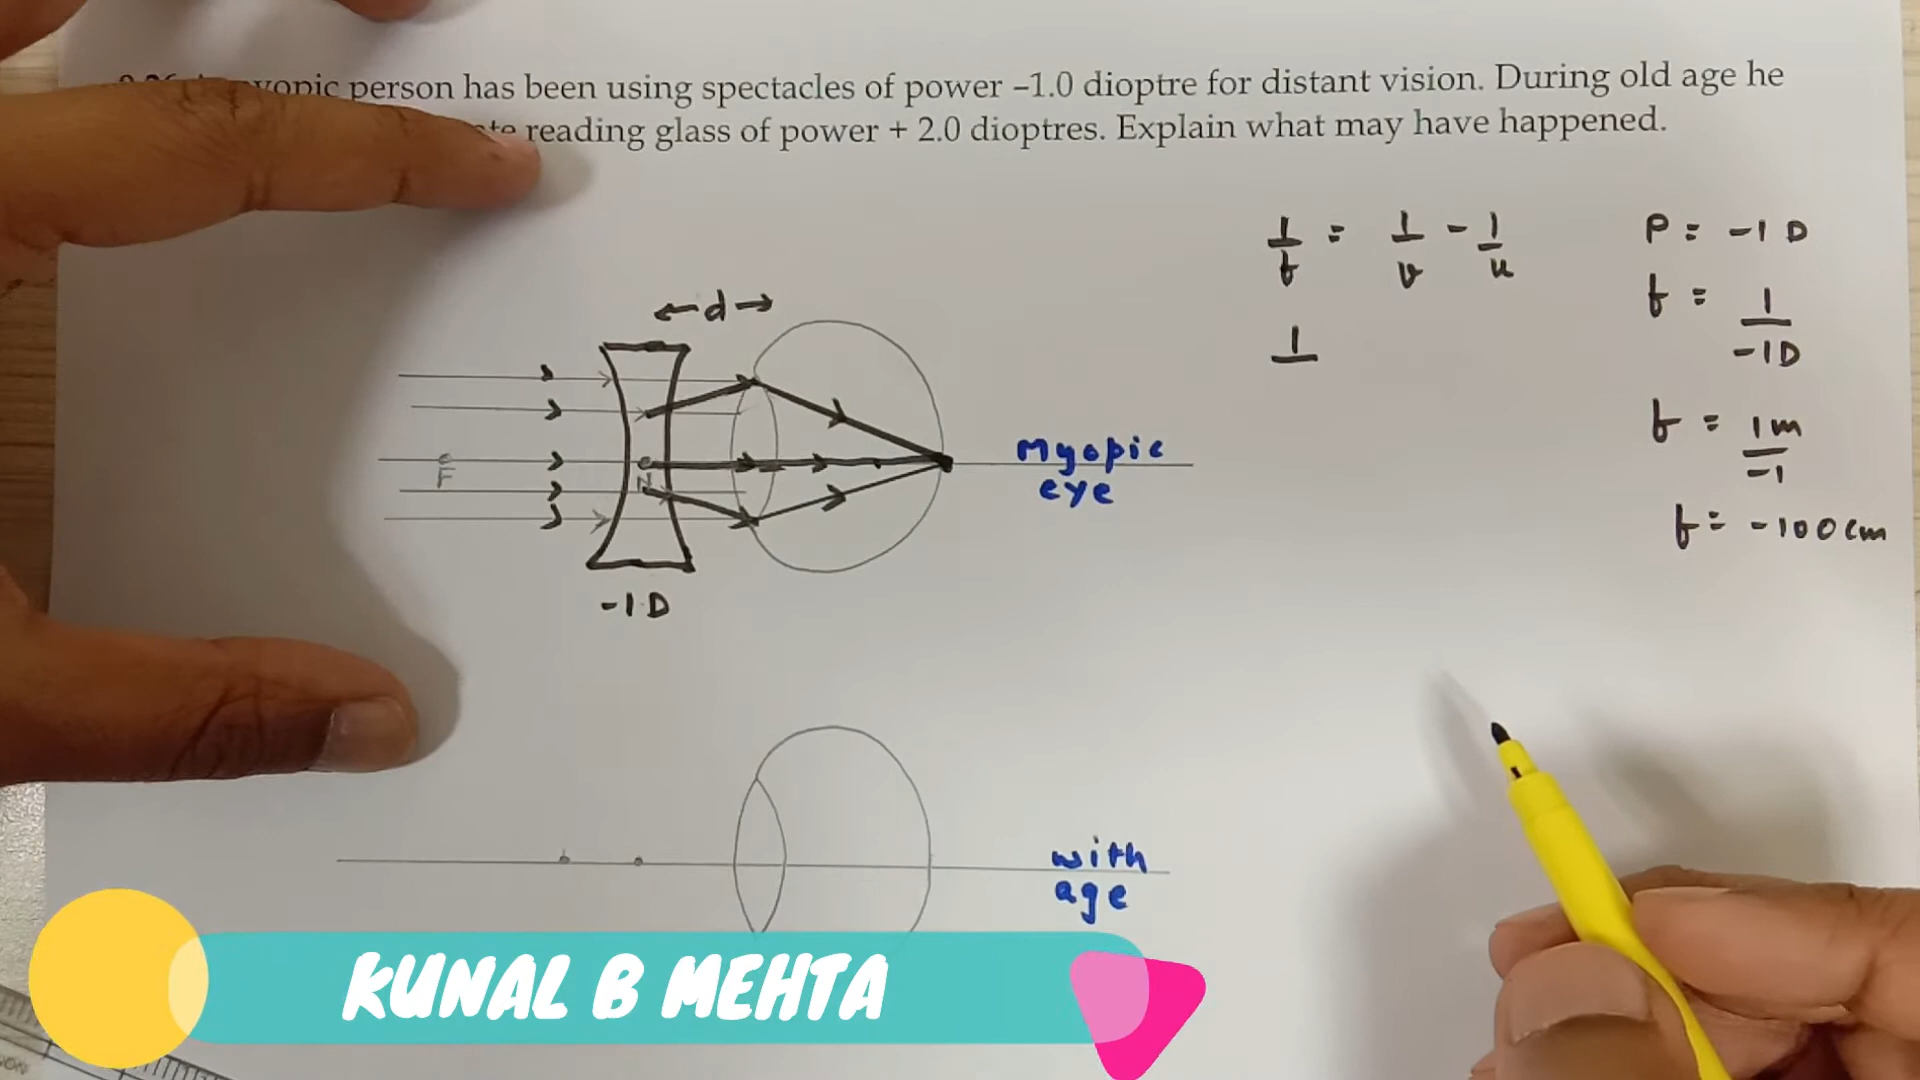 yopic person has been using spectacles of power –1.0 dioptre for distant vision. During old age he
reading glass of power + 2.0 dioptres. Explain what may have happened.
1/f = 1/v - 1/u
1
P = -1 D
f = 1/-1D
f = 1m/-1
f = -100cm
←d→
F
N
-1D
Myopic
eye
with
age
KUNAL B MEHTA